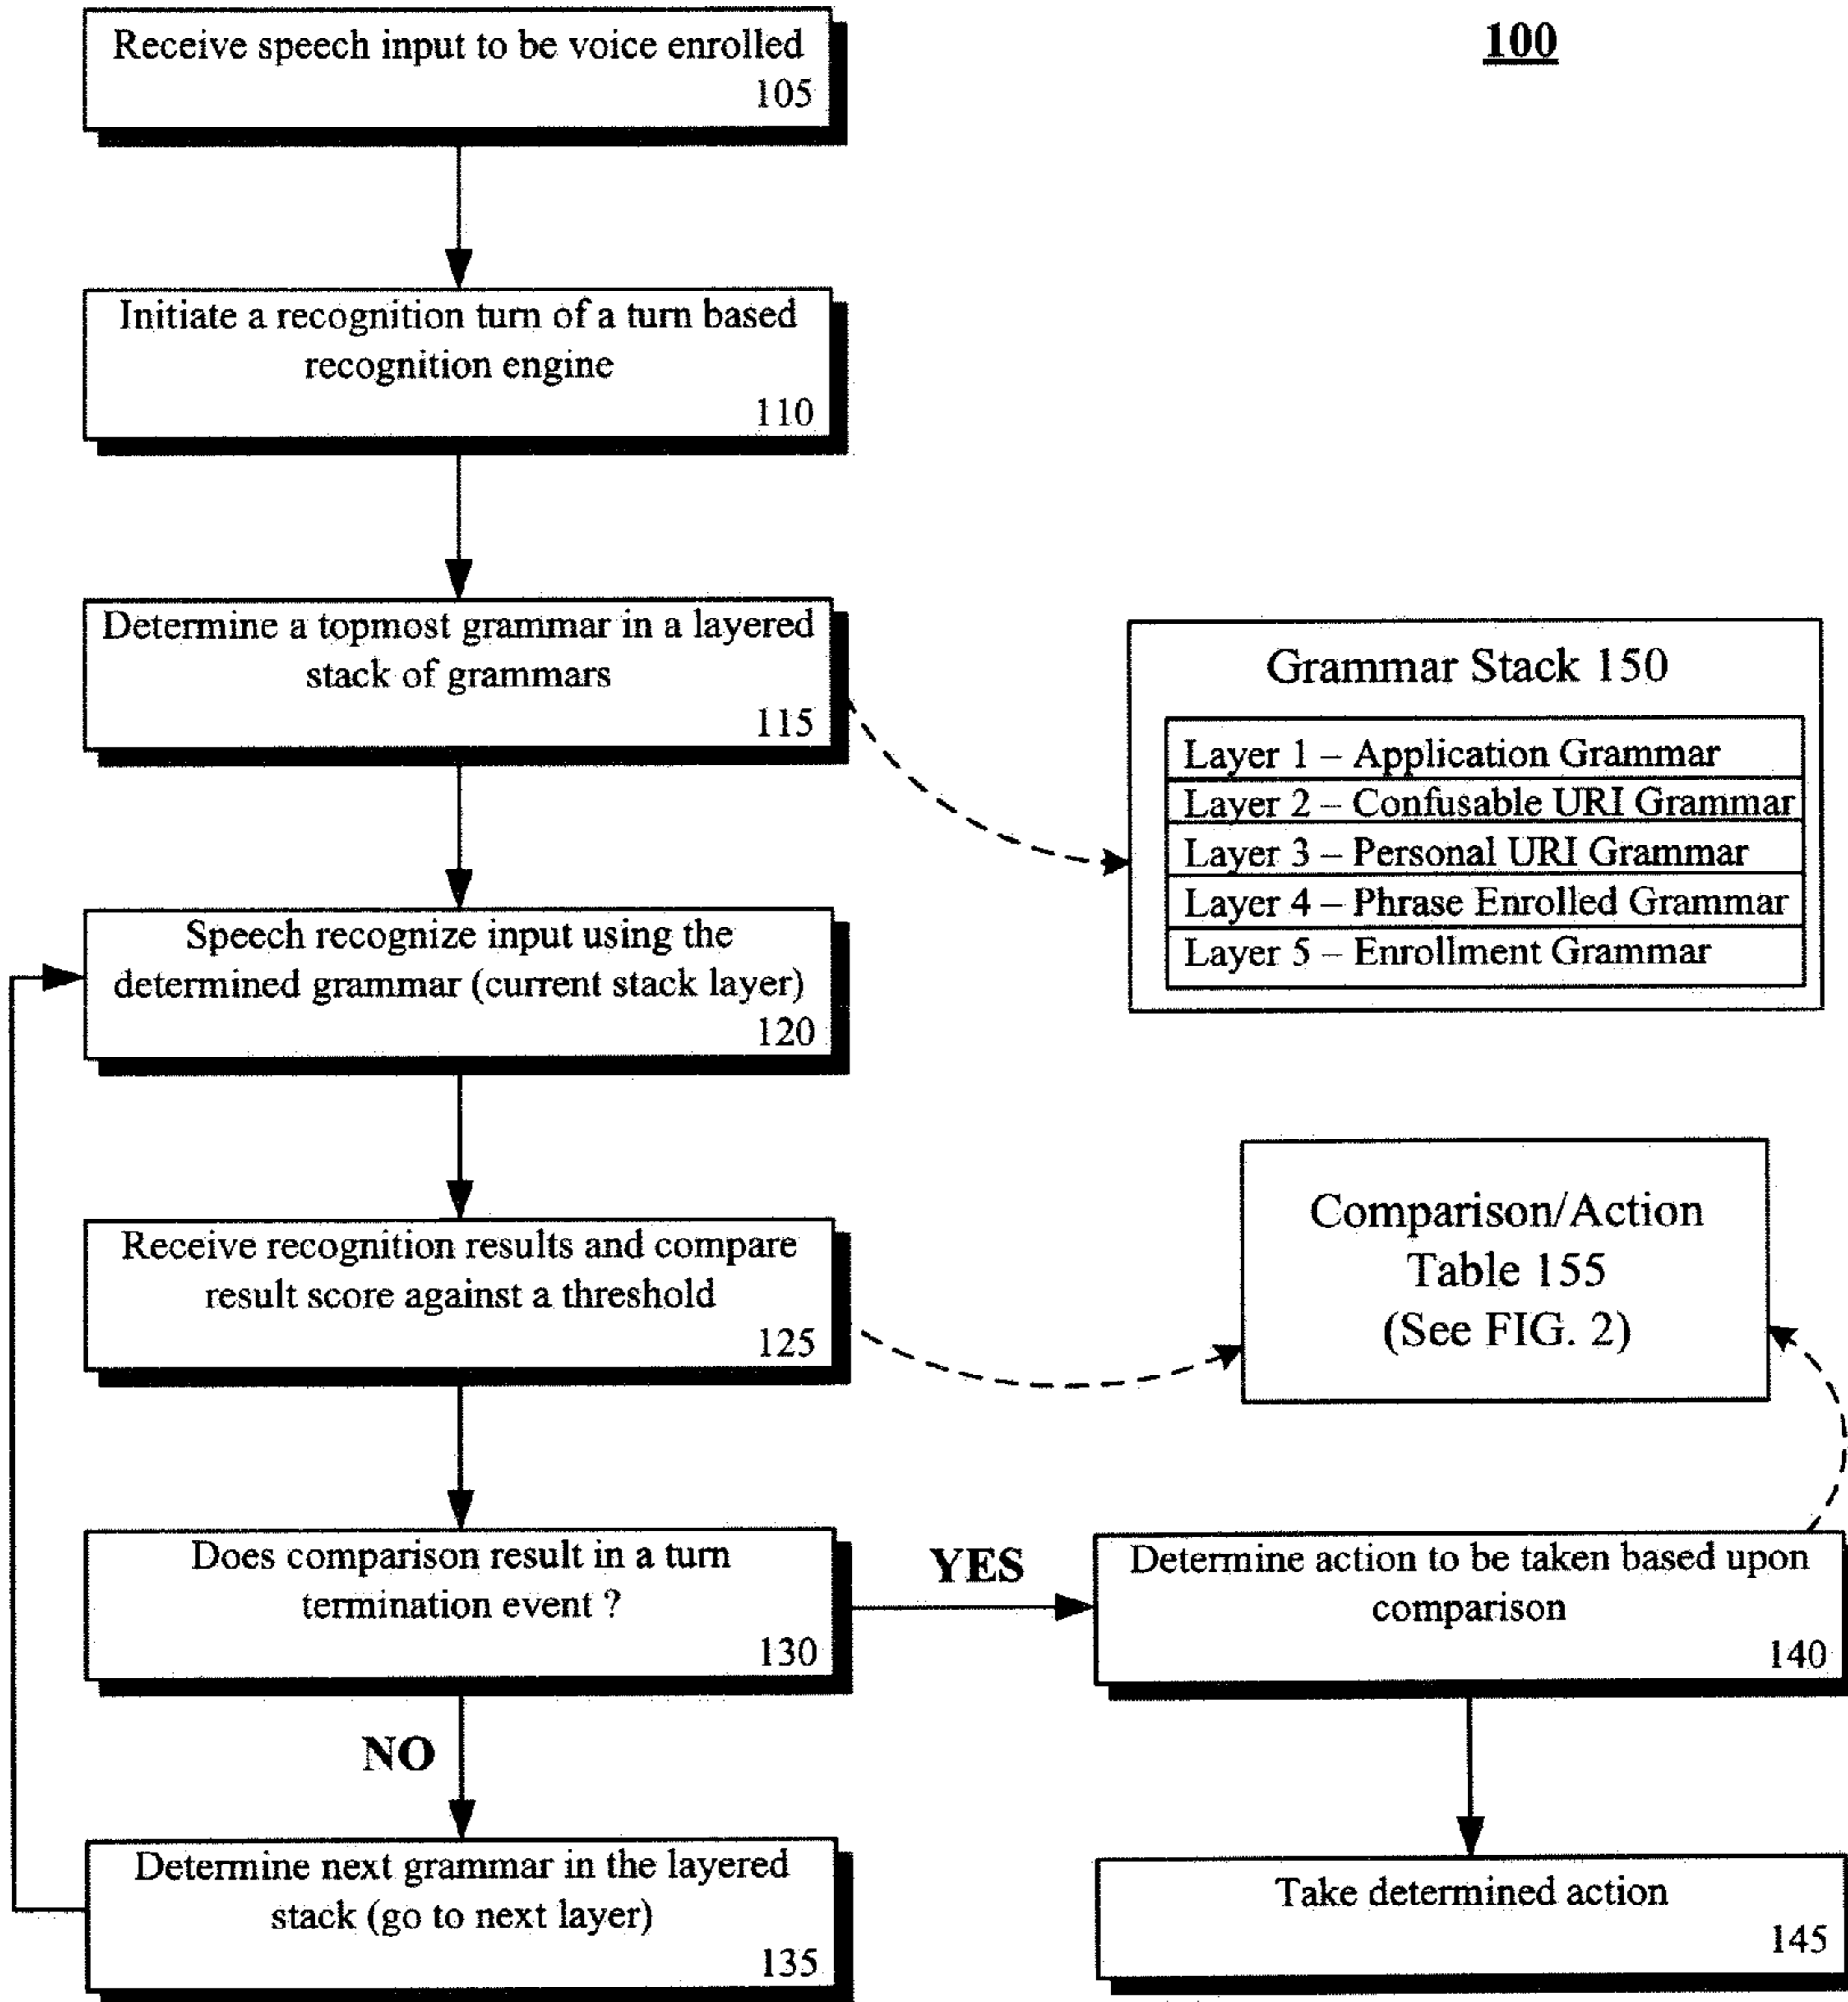 100
Receive speech input to be voice enrolled
105
Initiate a recognition turn of a turn based
recognition engine
110
Determine a topmost grammar in a layered
stack of grammars
115
Grammar Stack 150
Layer 1 – Application Grammar
Layer 2 – Confusable URI Grammar
Layer 3 – Personal URI Grammar
Layer 4 – Phrase Enrolled Grammar
Layer 5 – Enrollment Grammar
Speech recognize input using the
determined grammar (current stack layer)
120
Receive recognition results and compare
result score against a threshold
125
Comparison/Action
Table 155
(See FIG. 2)
Does comparison result in a turn
termination event ?
130
YES
Determine action to be taken based upon
comparison
140
NO
Determine next grammar in the layered
stack (go to next layer)
135
Take determined action
145